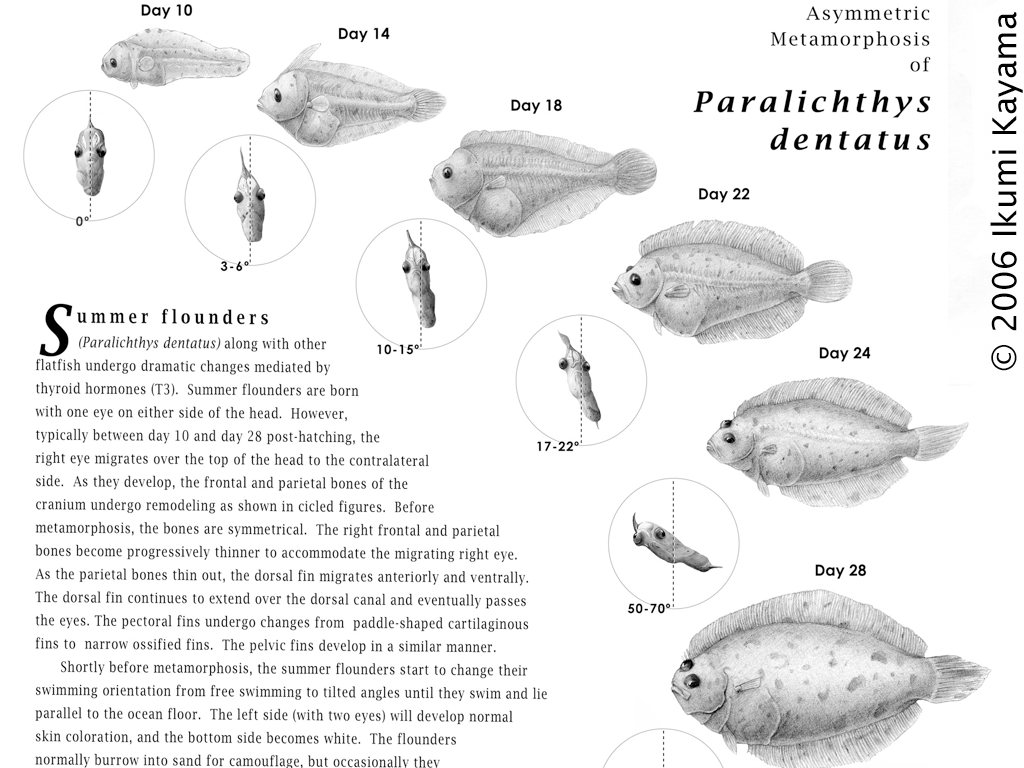 Day 10
Day 14
Day 18
Day 22
Day 24
Day 28
Asymmetric
Metamorphosis
of
Paralichthys
dentatus
© 2006 Ikumi Kayama
0°
3-6°
10-15°
17-22°
50-70°
Summer flounders
(Paralichthys dentatus) along with other
flatfish undergo dramatic changes mediated by
thyroid hormones (T3). Summer flounders are born
with one eye on either side of the head. However,
typically between day 10 and day 28 post-hatching, the
right eye migrates over the top of the head to the contralateral
side. As they develop, the frontal and parietal bones of the
cranium undergo remodeling as shown in cicled figures. Before
metamorphosis, the bones are symmetrical. The right frontal and parietal
bones become progressively thinner to accommodate the migrating right eye.
As the parietal bones thin out, the dorsal fin migrates anteriorly and ventrally.
The dorsal fin continues to extend over the dorsal canal and eventually passes
the eyes. The pectoral fins undergo changes from paddle-shaped cartilaginous
fins to narrow ossified fins. The pelvic fins develop in a similar manner.
Shortly before metamorphosis, the summer flounders start to change their
swimming orientation from free swimming to tilted angles until they swim and lie
parallel to the ocean floor. The left side (with two eyes) will develop normal
skin coloration, and the bottom side becomes white. The flounders
normally burrow into sand for camouflage, but occasionally they